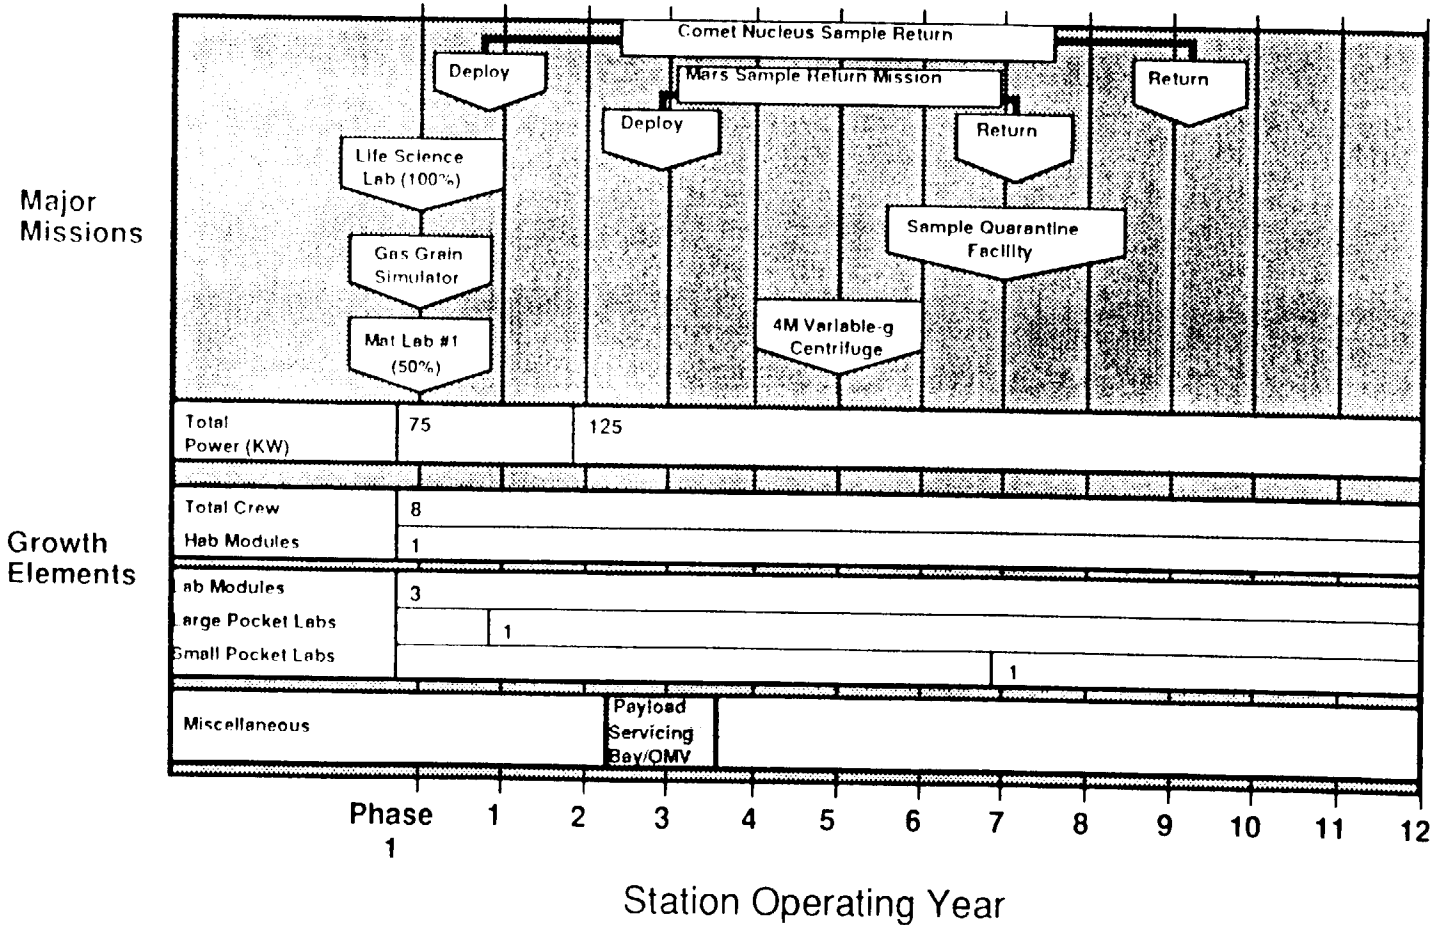 Comet Nucleus Sample Return
Deploy
Return
Mars Sample Return Mission
Deploy
Return
Life Science
Lab (100%)
Major
Missions
Sample Quarantine
Facility
Gas Grain
Simulator
4M Variable-g
Centrifuge
Mat Lab #1
(50%)
Total
Power (KW)
75
125
Growth
Elements
Total Crew
8
Hab Modules
1
Lab Modules
3
Large Pocket Labs
1
Small Pocket Labs
1
Miscellaneous
Payload
Servicing
Bay/OMV
Phase
1
1 2 3 4 5 6 7 8 9 10 11 12
Station Operating Year